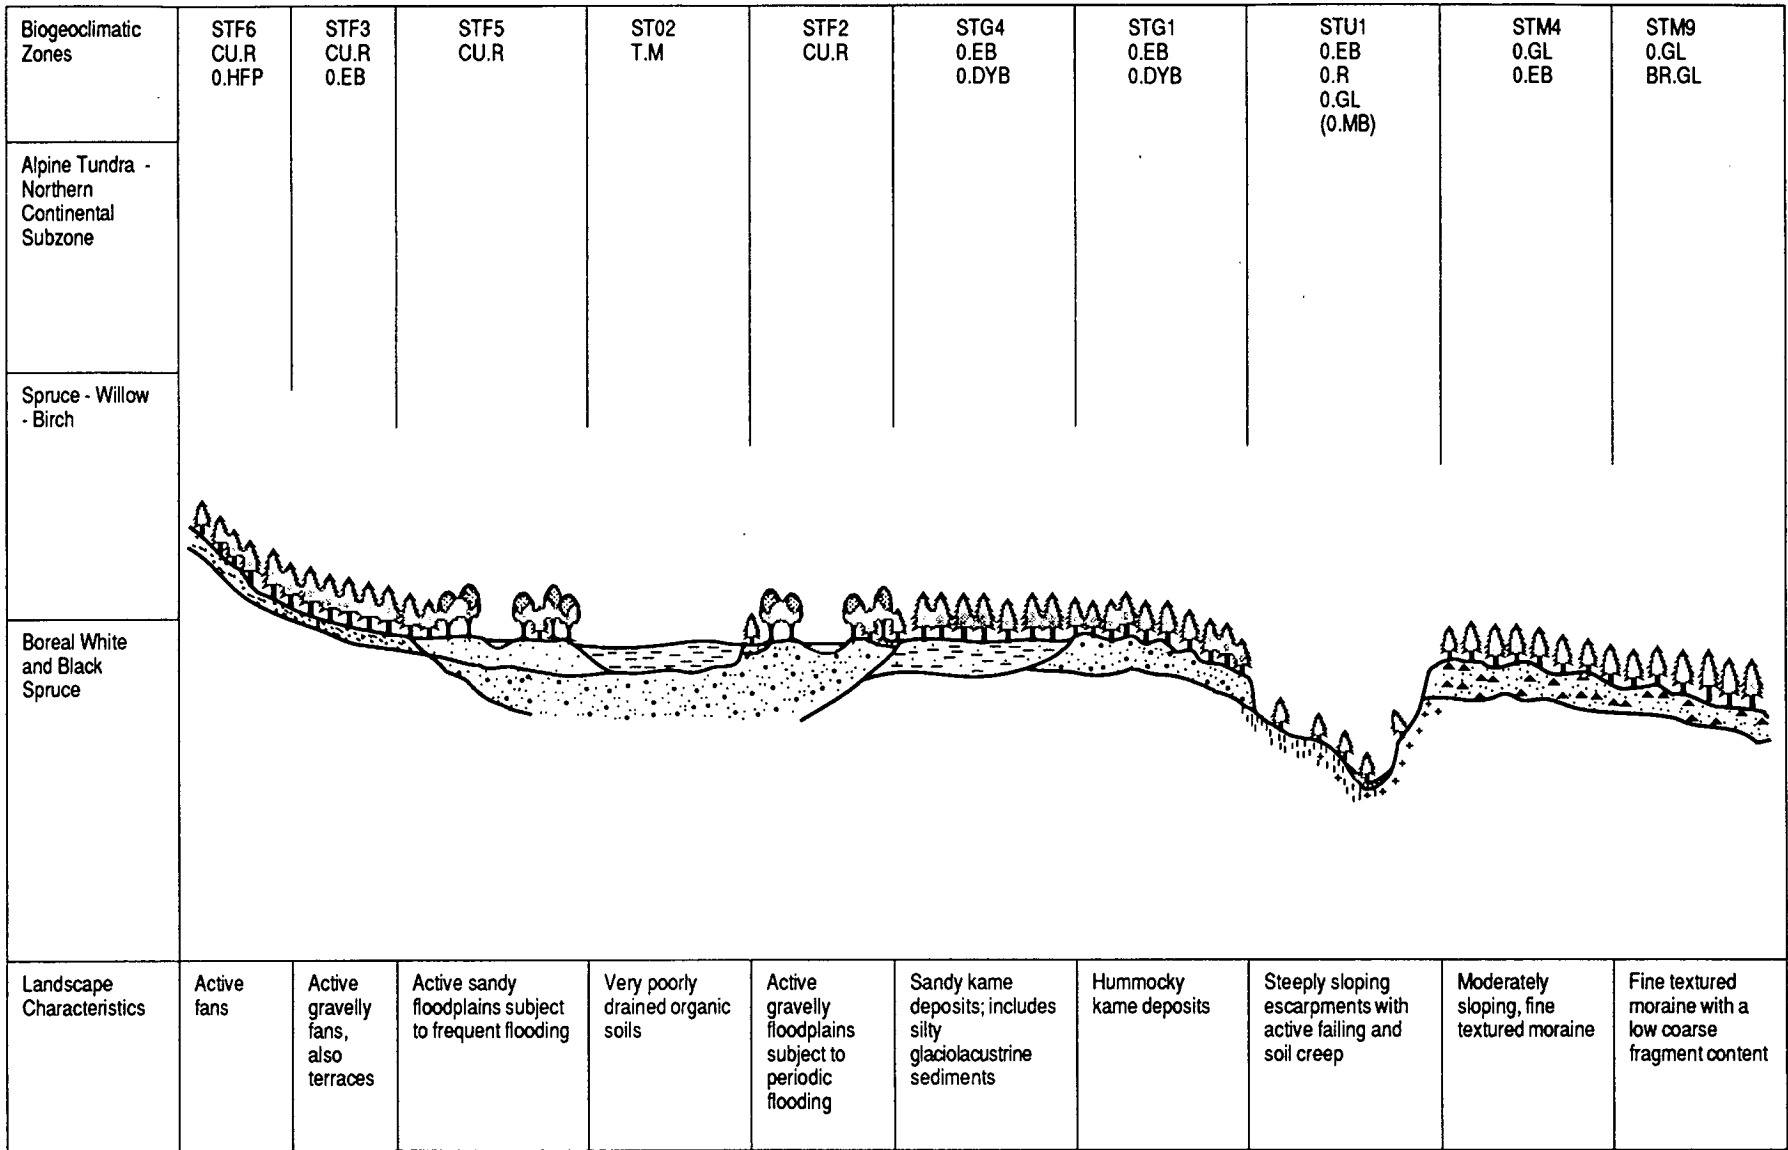 Biogeoclimatic
Zones
STF6
CU.R
0.HFP
STF3
CU.R
0.EB
STF5
CU.R
ST02
T.M
STF2
CU.R
STG4
0.EB
0.DYB
STG1
0.EB
0.DYB
STU1
0.EB
0.R
0.GL
(0.MB)
STM4
0.GL
0.EB
STM9
0.GL
BR.GL
Alpine Tundra -
Northern
Continental
Subzone
Spruce - Willow
- Birch
Boreal White
and Black
Spruce
Landscape
Characteristics
Active
fans
Active
gravelly
fans,
also
terraces
Active sandy
floodplains subject
to frequent flooding
Very poorly
drained organic
soils
Active
gravelly
floodplains
subject to
periodic
flooding
Sandy kame
deposits; includes
silty
glaciolacustrine
sediments
Hummocky
kame deposits
Steeply sloping
escarpments with
active failing and
soil creep
Moderately
sloping, fine
textured moraine
Fine textured
moraine with a
low coarse
fragment content